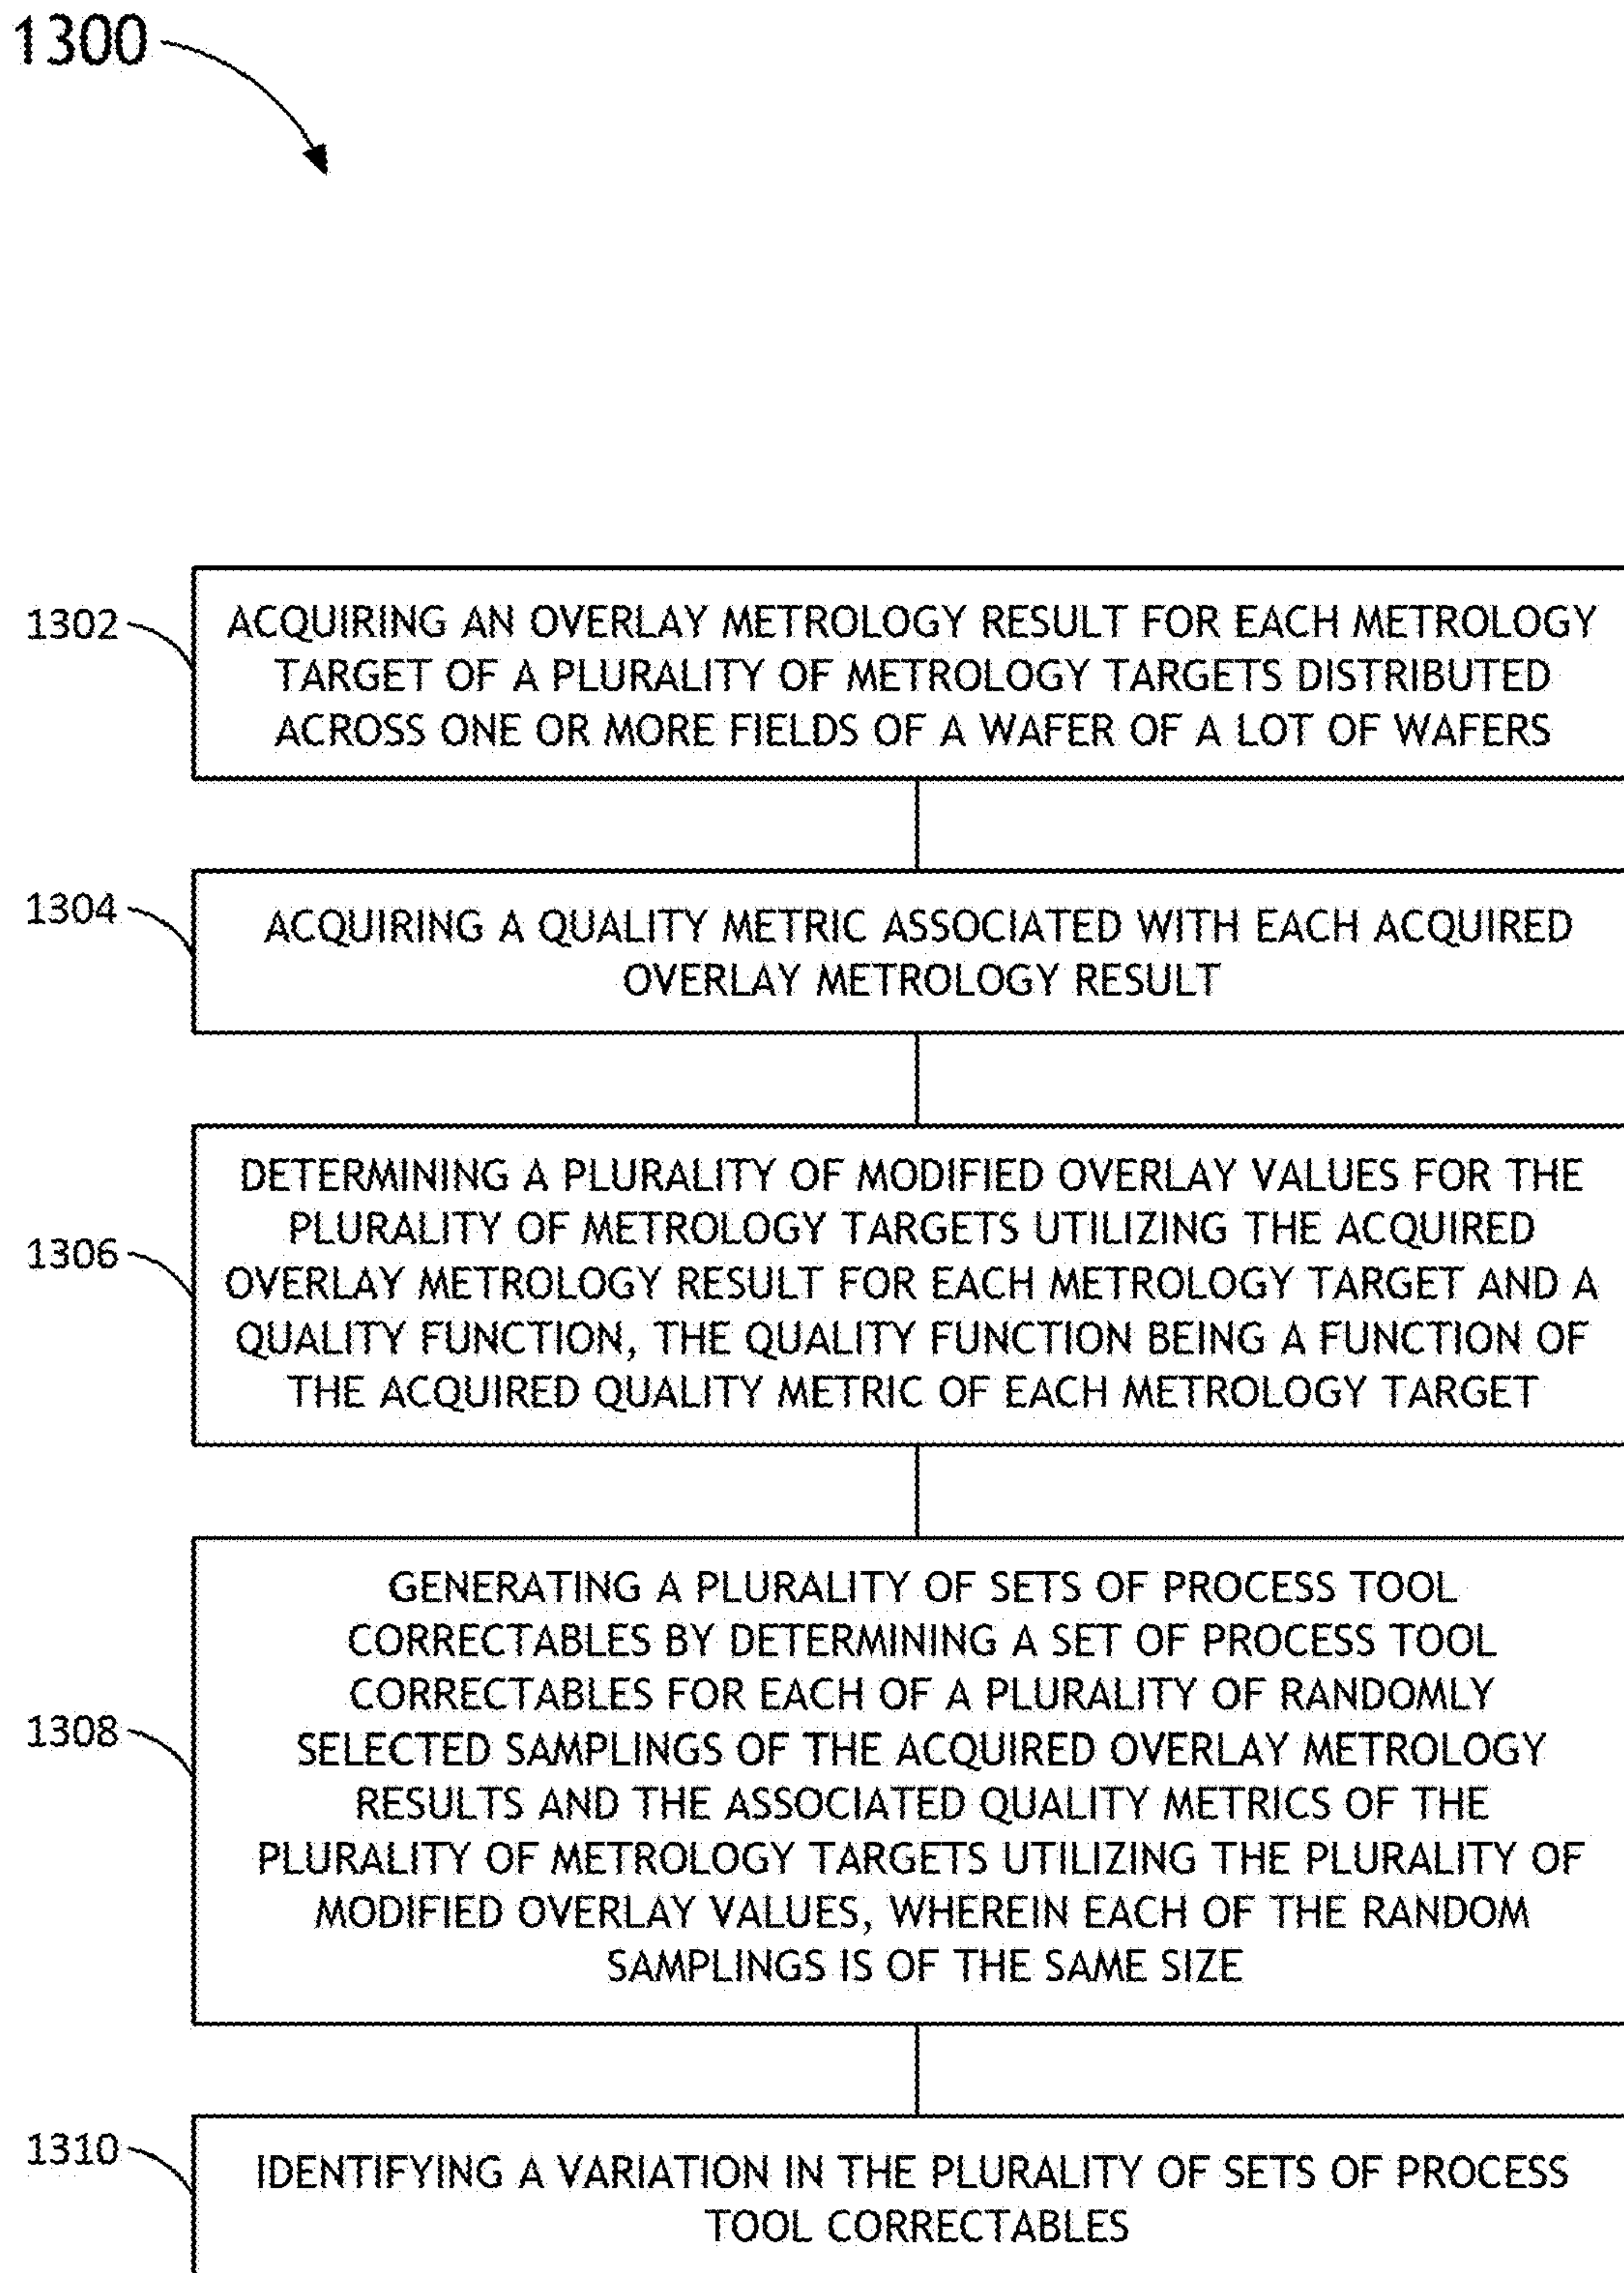 1300
1302
ACQUIRING AN OVERLAY METROLOGY RESULT FOR EACH METROLOGY
TARGET OF A PLURALITY OF METROLOGY TARGETS DISTRIBUTED
ACROSS ONE OR MORE FIELDS OF A WAFER OF A LOT OF WAFERS
1304
ACQUIRING A QUALITY METRIC ASSOCIATED WITH EACH ACQUIRED
OVERLAY METROLOGY RESULT
1306
DETERMINING A PLURALITY OF MODIFIED OVERLAY VALUES FOR THE
PLURALITY OF METROLOGY TARGETS UTILIZING THE ACQUIRED
OVERLAY METROLOGY RESULT FOR EACH METROLOGY TARGET AND A
QUALITY FUNCTION, THE QUALITY FUNCTION BEING A FUNCTION OF
THE ACQUIRED QUALITY METRIC OF EACH METROLOGY TARGET
1308
GENERATING A PLURALITY OF SETS OF PROCESS TOOL
CORRECTABLES BY DETERMINING A SET OF PROCESS TOOL
CORRECTABLES FOR EACH OF A PLURALITY OF RANDOMLY
SELECTED SAMPLINGS OF THE ACQUIRED OVERLAY METROLOGY
RESULTS AND THE ASSOCIATED QUALITY METRICS OF THE
PLURALITY OF METROLOGY TARGETS UTILIZING THE PLURALITY OF
MODIFIED OVERLAY VALUES, WHEREIN EACH OF THE RANDOM
SAMPLINGS IS OF THE SAME SIZE
1310
IDENTIFYING A VARIATION IN THE PLURALITY OF SETS OF PROCESS
TOOL CORRECTABLES